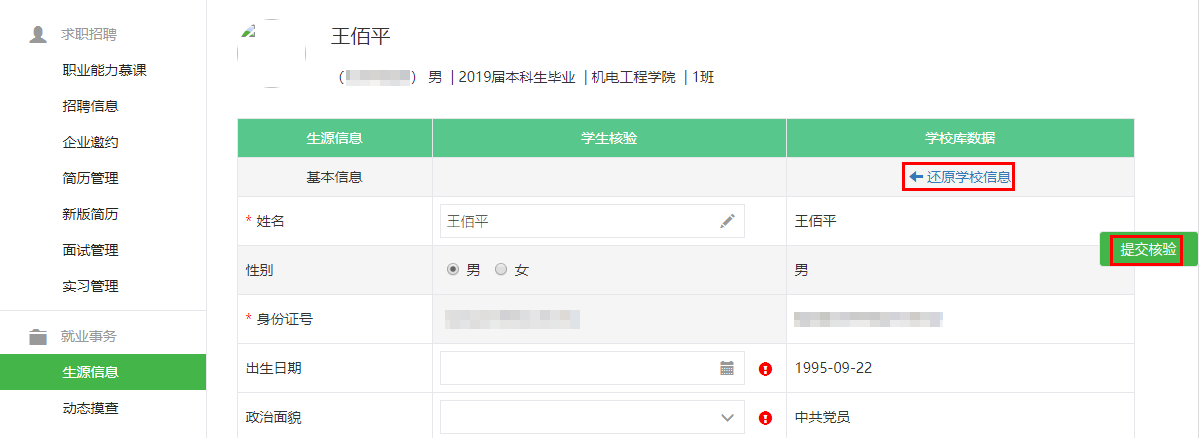 求职招聘
职业能力慕课
招聘信息
企业邀约
简历管理
新版简历
面试管理
实习管理
就业事务
生源信息
动态摸查
王佰平
（ ） 男 | 2019届本科生毕业 | 机电工程学院 | 1班
生源信息 学生核验 学校库数据
基本信息 还原学校信息
* 姓名 王佰平 王佰平
提交核验
性别 男 女 男
* 身份证号
出生日期 1995-09-22
政治面貌 中共党员